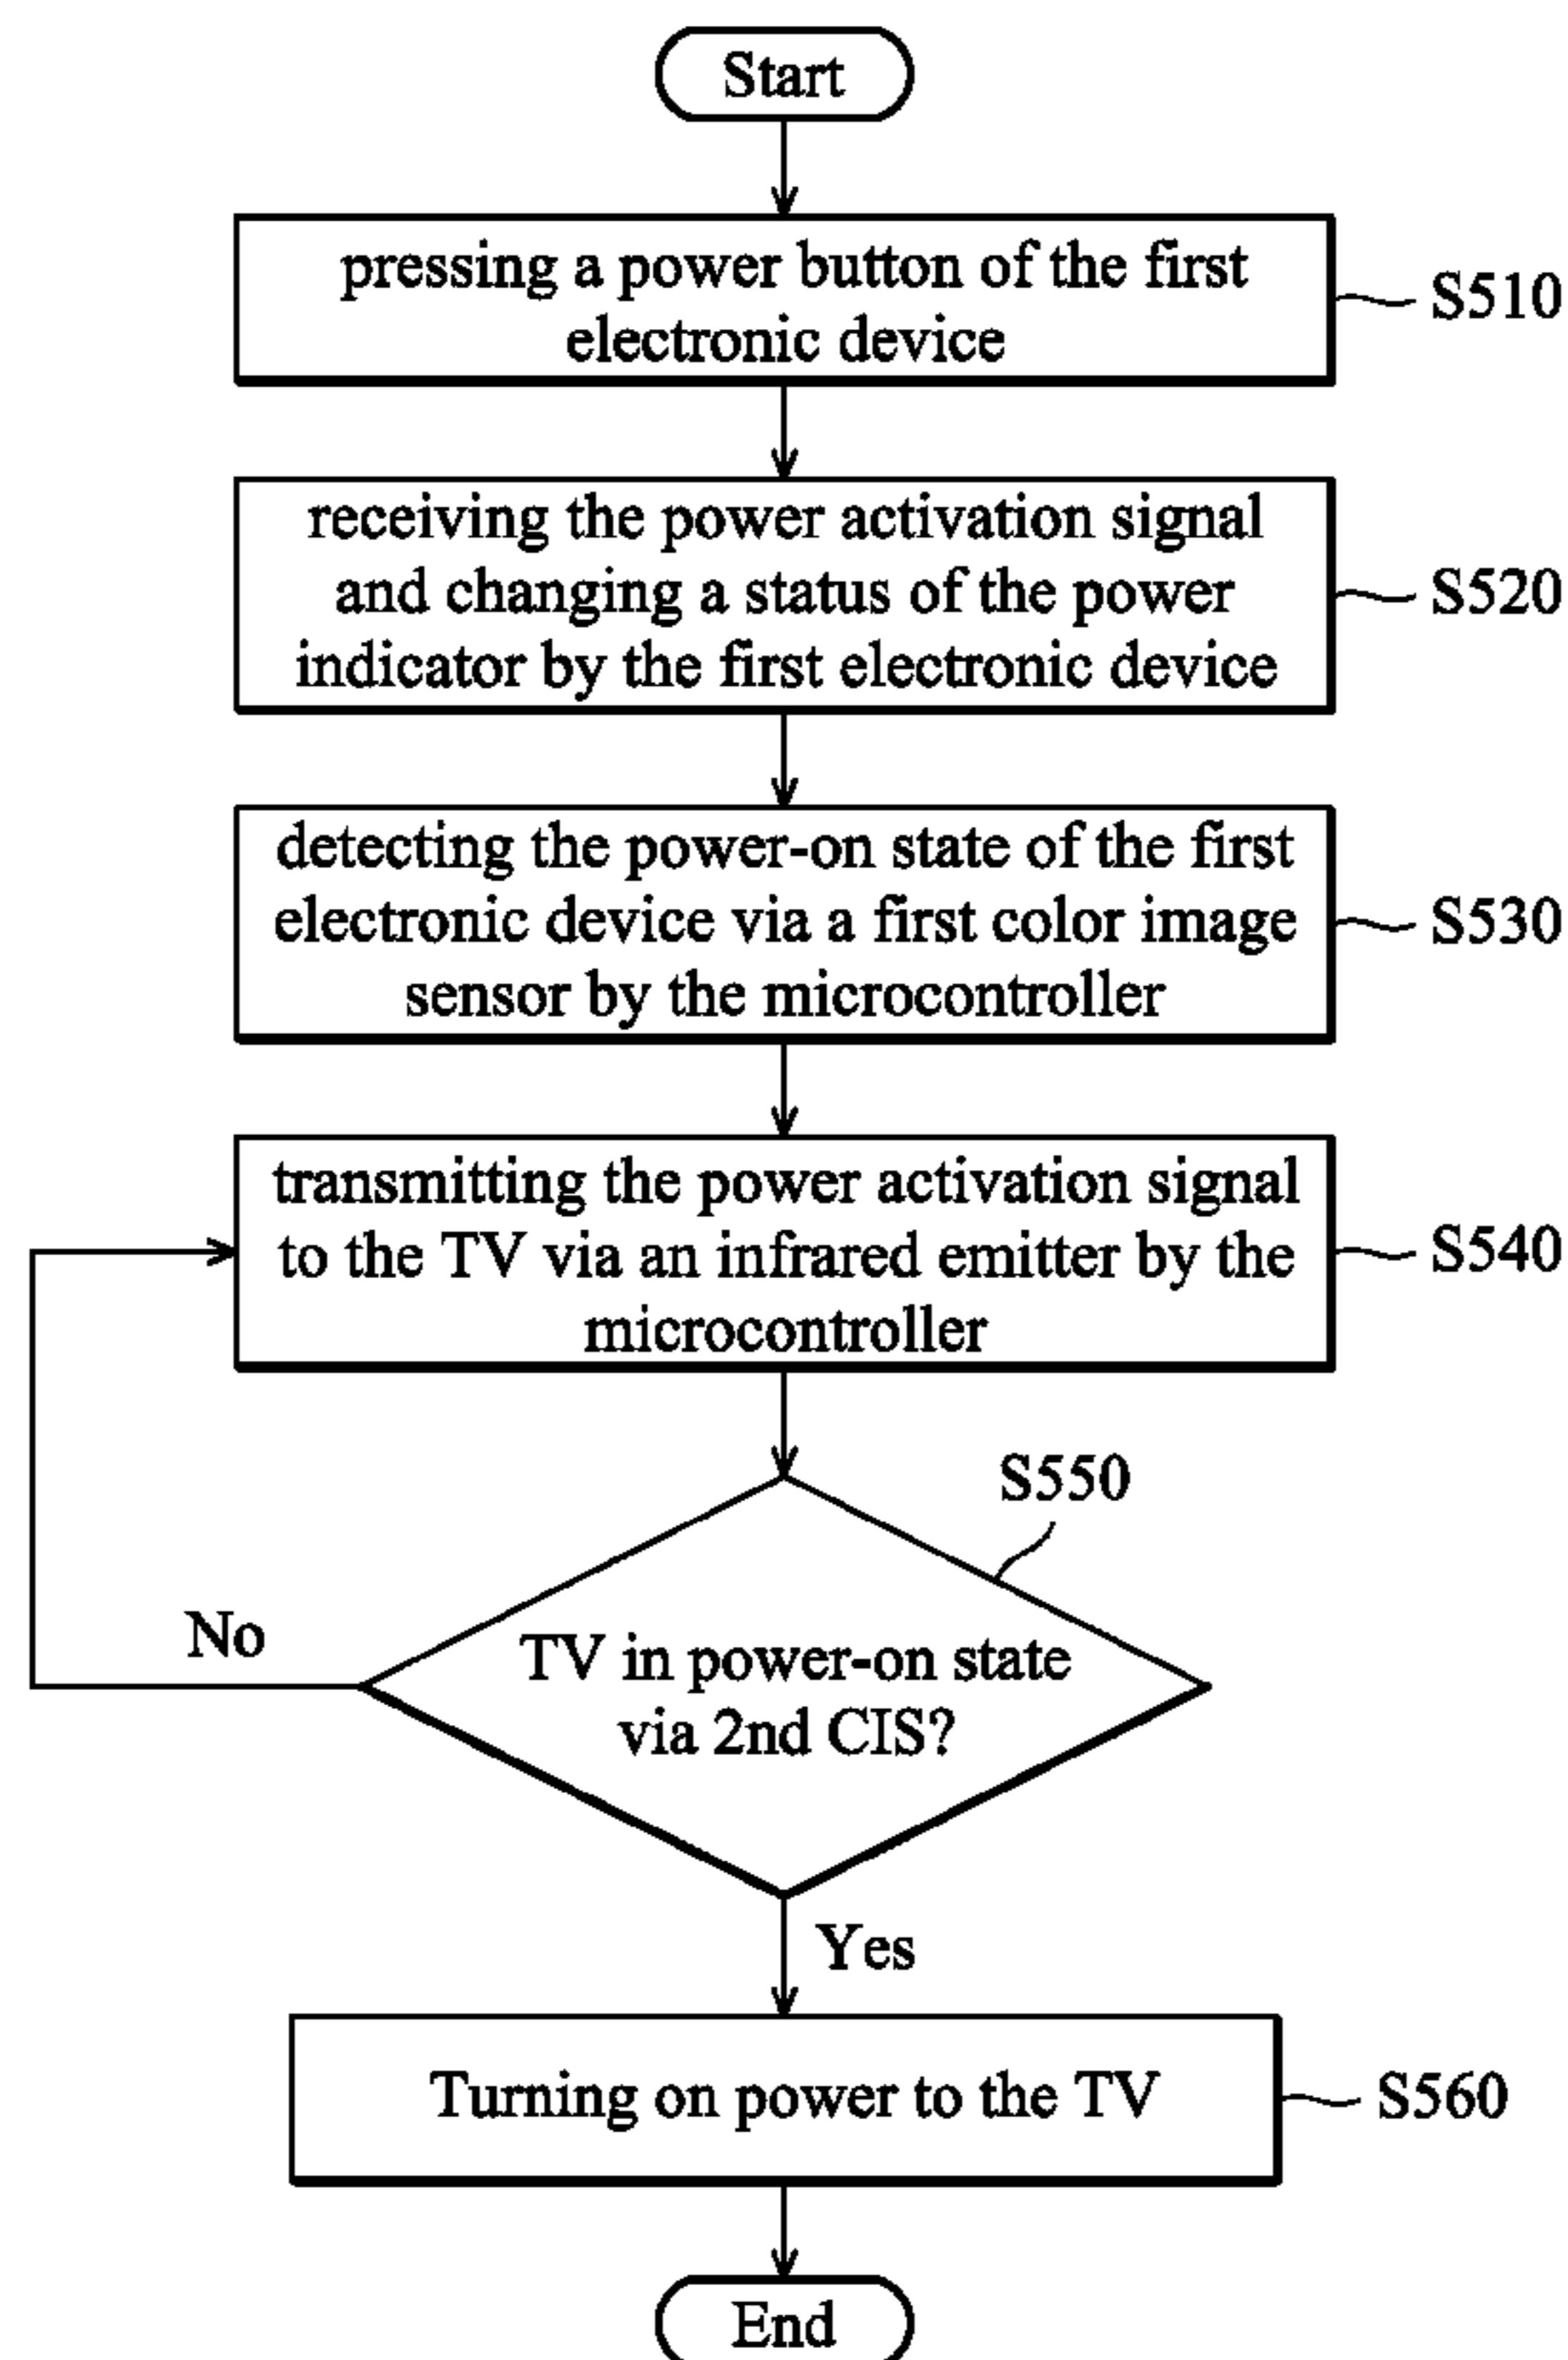 Start
pressing a power button of the first
electronic device
S510
receiving the power activation signal
and changing a status of the power
indicator by the first electronic device
S520
detecting the power-on state of the first
electronic device via a first color image
sensor by the microcontroller
S530
transmitting the power activation signal
to the TV via an infrared emitter by the
microcontroller
S540
S550
TV in power-on state
via 2nd CIS?
No
Yes
Turning on power to the TV
S560
End